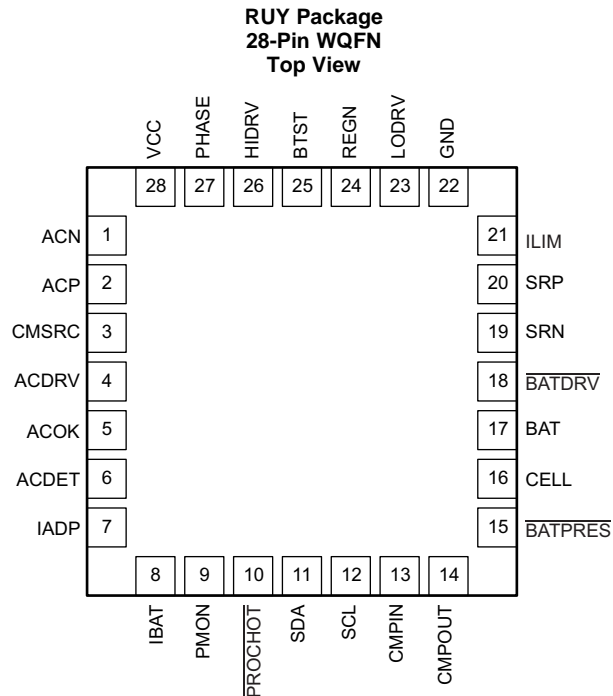 RUY Package
28-Pin WQFN
Top View
VCC
PHASE
HIDRV
BTST
REGN
LODRV
GND
28
27
26
25
24
23
22
ACN 1
ACP 2
CMSRC 3
ACDRV 4
ACOK 5
ACDET 6
IADP 7
21 ILIM
20 SRP
19 SRN
18 BATDRV
17 BAT
16 CELL
15 BATPRES
8
9
10
11
12
13
14
IBAT
PMON
PROCHOT
SDA
SCL
CMPIN
CMPOUT